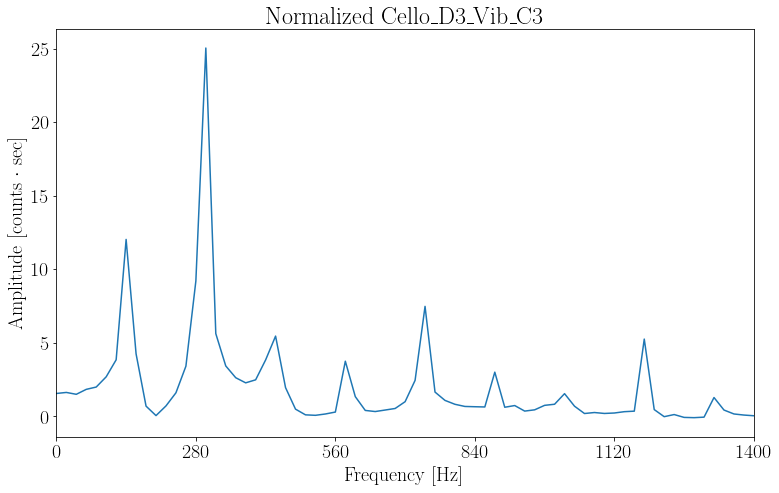 Normalized Cello_D3_Vib_C3
Amplitude [counts · sec]
25
20
15
10
5
0
0 280 560 840 1120 1400
Frequency [Hz]